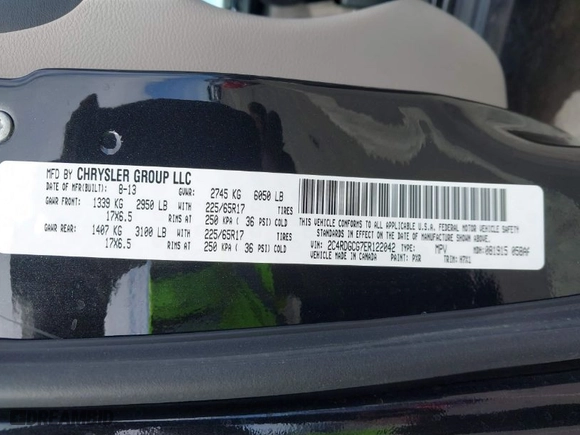 MFD BY CHRYSLER GROUP LLC
DATE OF MFR(BUILT): 8-13 GVWR: 2745 KG 6050 LB
GAWR FRONT: 1339 KG 2950 LB WITH 225/65R17 TIRES
17X6.5 RIMS AT 250 KPA ( 36 PSI) COLD
GAWR REAR: 1407 KG 3100 LB WITH 225/65R17 TIRES
17X6.5 RIMS AT 250 KPA ( 36 PSI) COLD
THIS VEHICLE CONFORMS TO ALL APPLICABLE U.S.A. FEDERAL MOTOR VEHICLE SAFETY
STANDARDS IN EFFECT ON THE DATE OF MANUFACTURE SHOWN ABOVE.
VIN: 2C4RDGCG7ER122042 TYPE: MPV MDH: 081915 058AF
VEHICLE MADE IN CANADA PAINT: PXR TRIM: